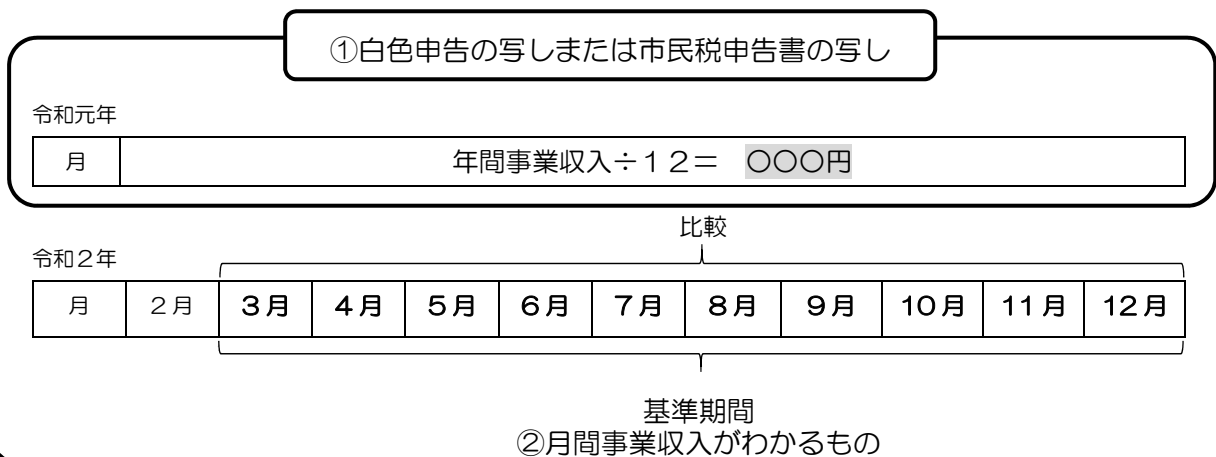 ①白色申告の写しまたは市民税申告書の写し
令和元年
月 年間事業収入÷１２＝ 〇〇〇円
比較
令和２年
月 ２月 ３月 ４月 ５月 ６月 ７月 ８月 ９月 10月 11月 12月
基準期間
②月間事業収入がわかるもの